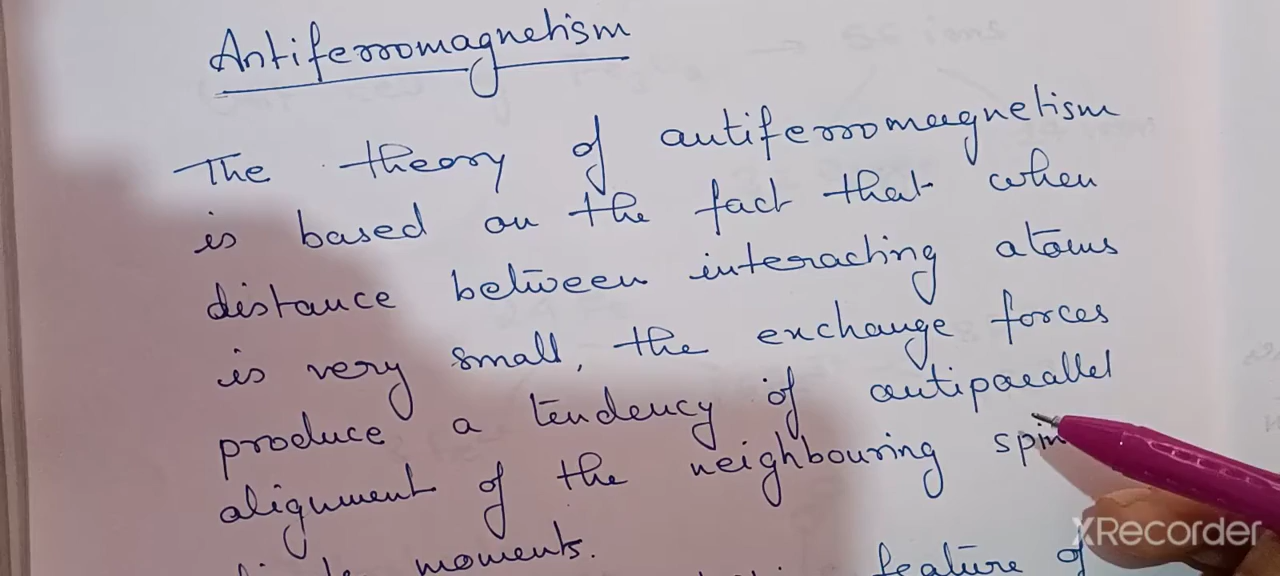 Antiferromagnetism
The theory of antiferromagnetism
is based on the fact that when
distance between interacting atoms
is very small, the exchange forces
produce a tendency of antiparallel
alignment of the neighbouring spin
moments.
feature of
XRecorder